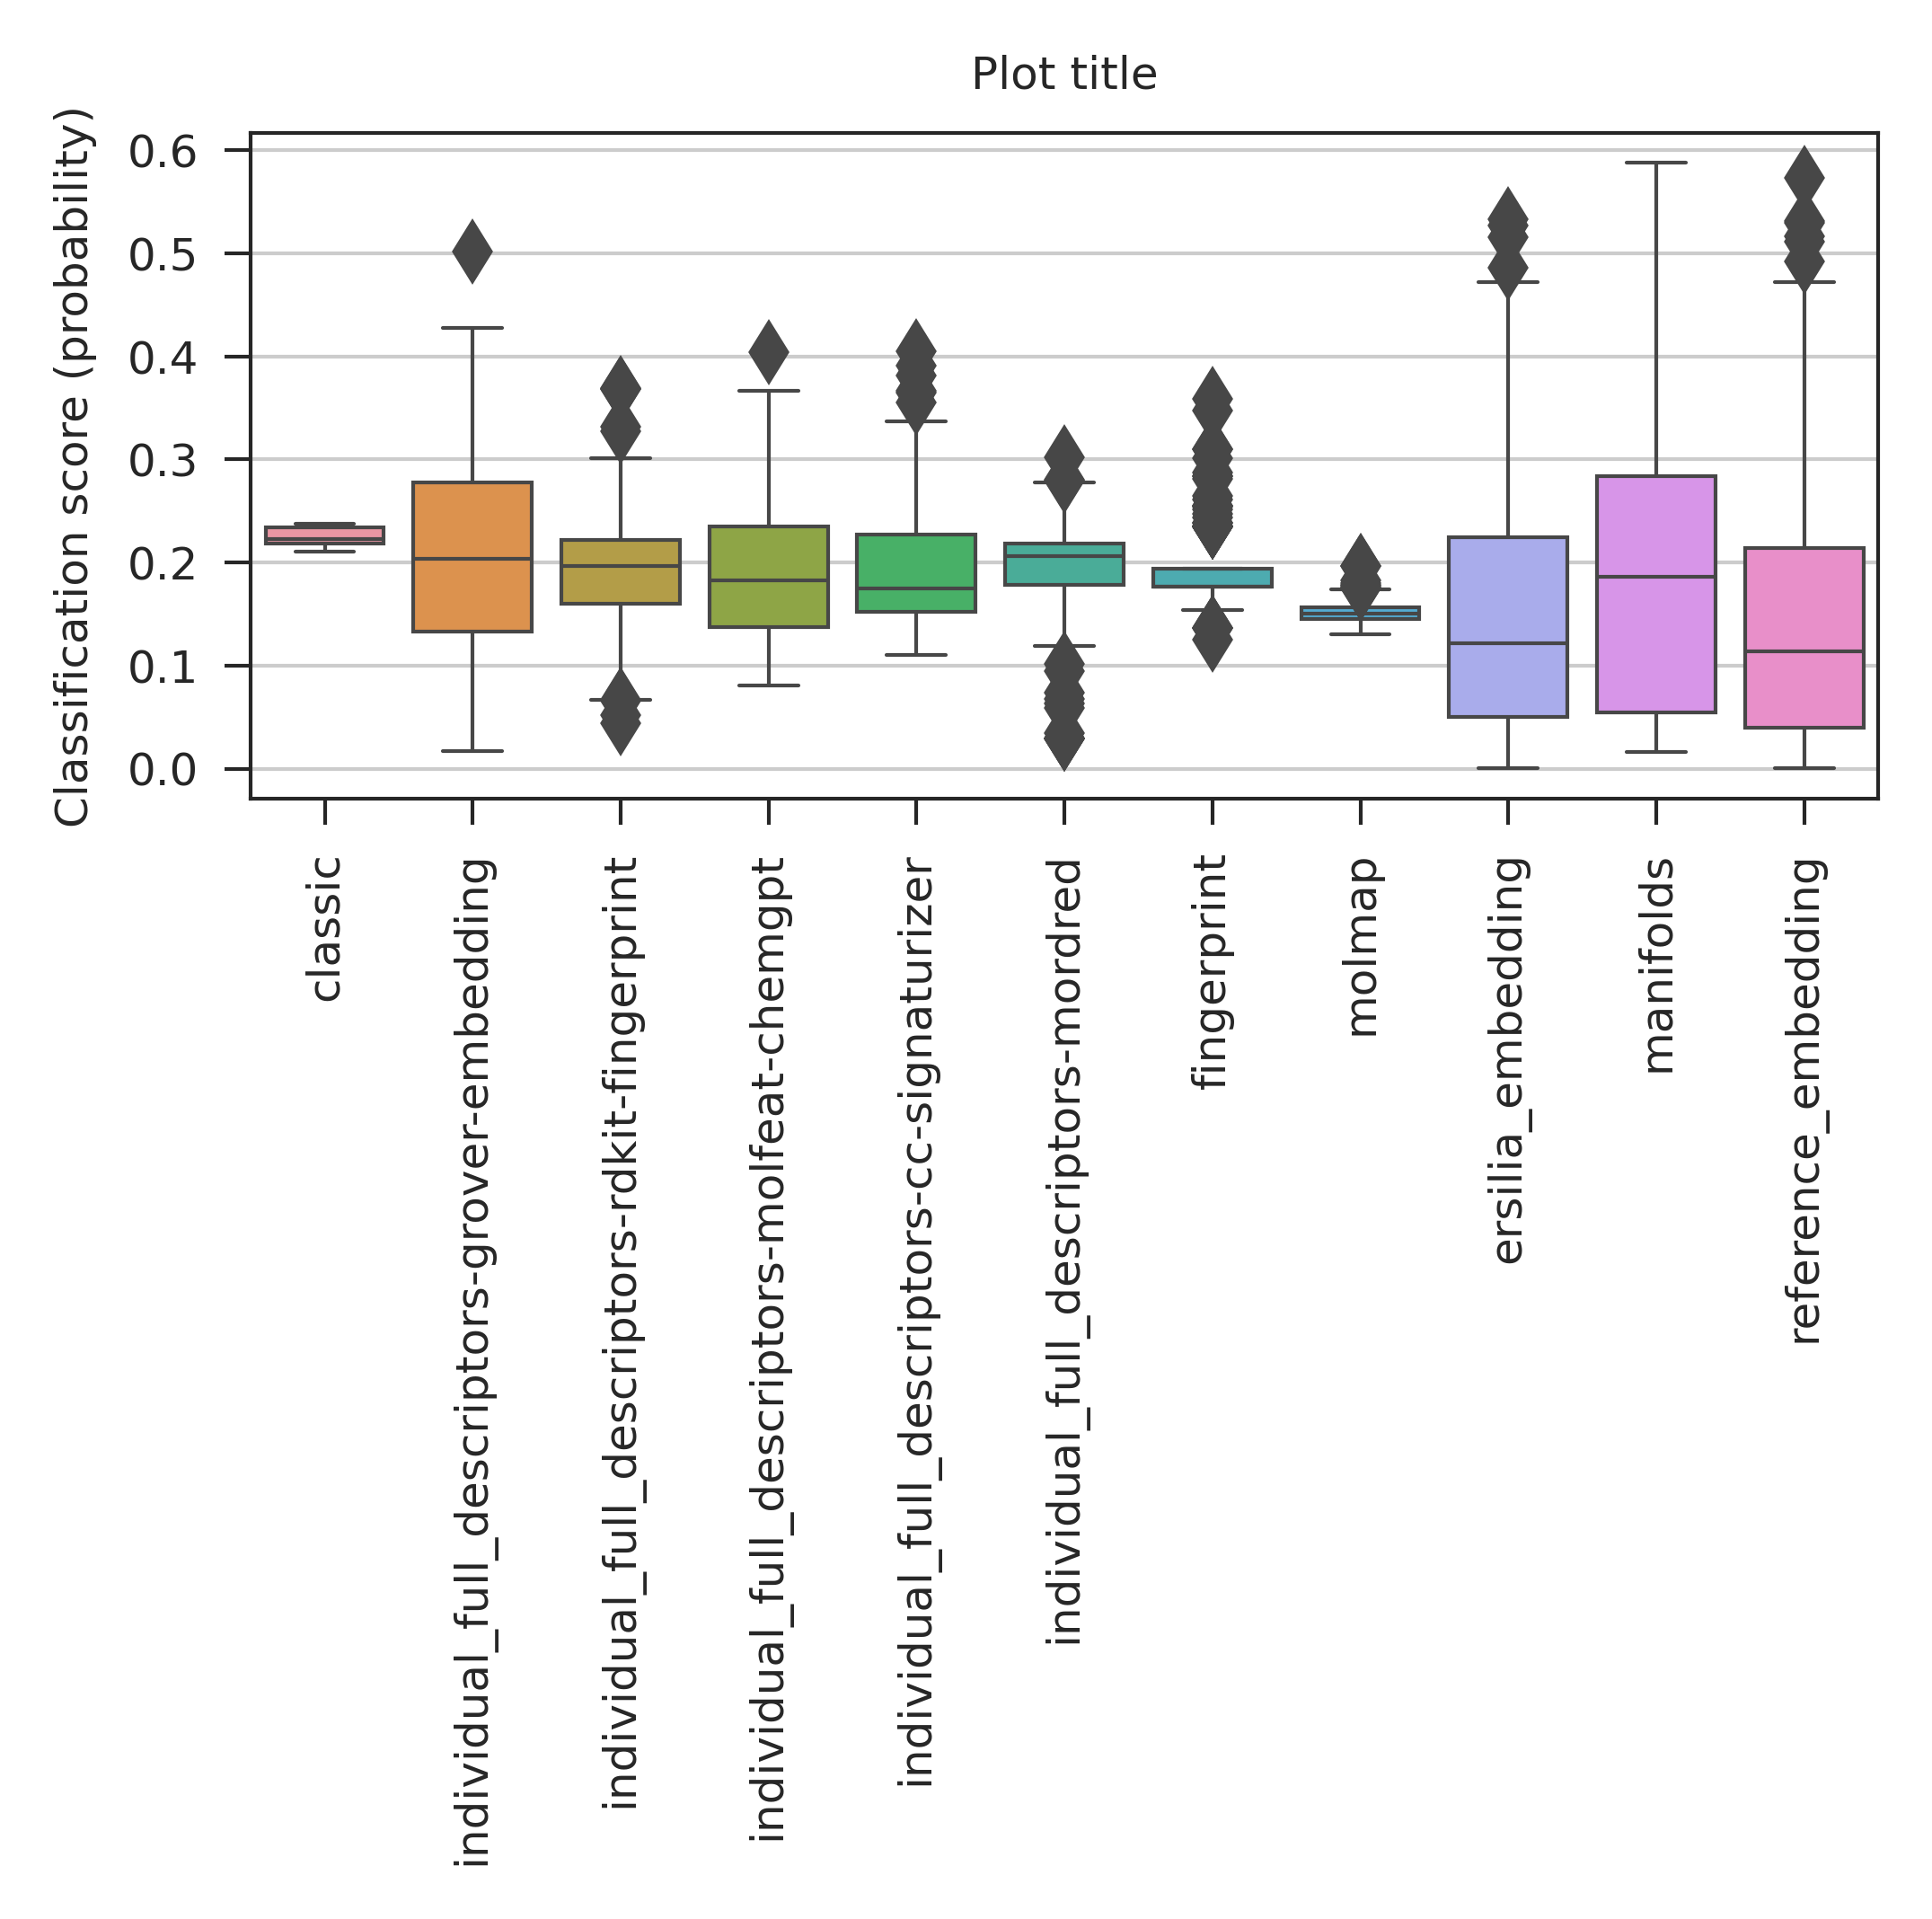 Plot title
Classification score (probability)
0.6
0.5
0.4
0.3
0.2
0.1
0.0
classic
individual_full_descriptors-grover-embedding
individual_full_descriptors-rdkit-fingerprint
individual_full_descriptors-molfeat-chemgpt
individual_full_descriptors-cc-signaturizer
individual_full_descriptors-mordred
fingerprint
molmap
ersilia_embedding
manifolds
reference_embedding